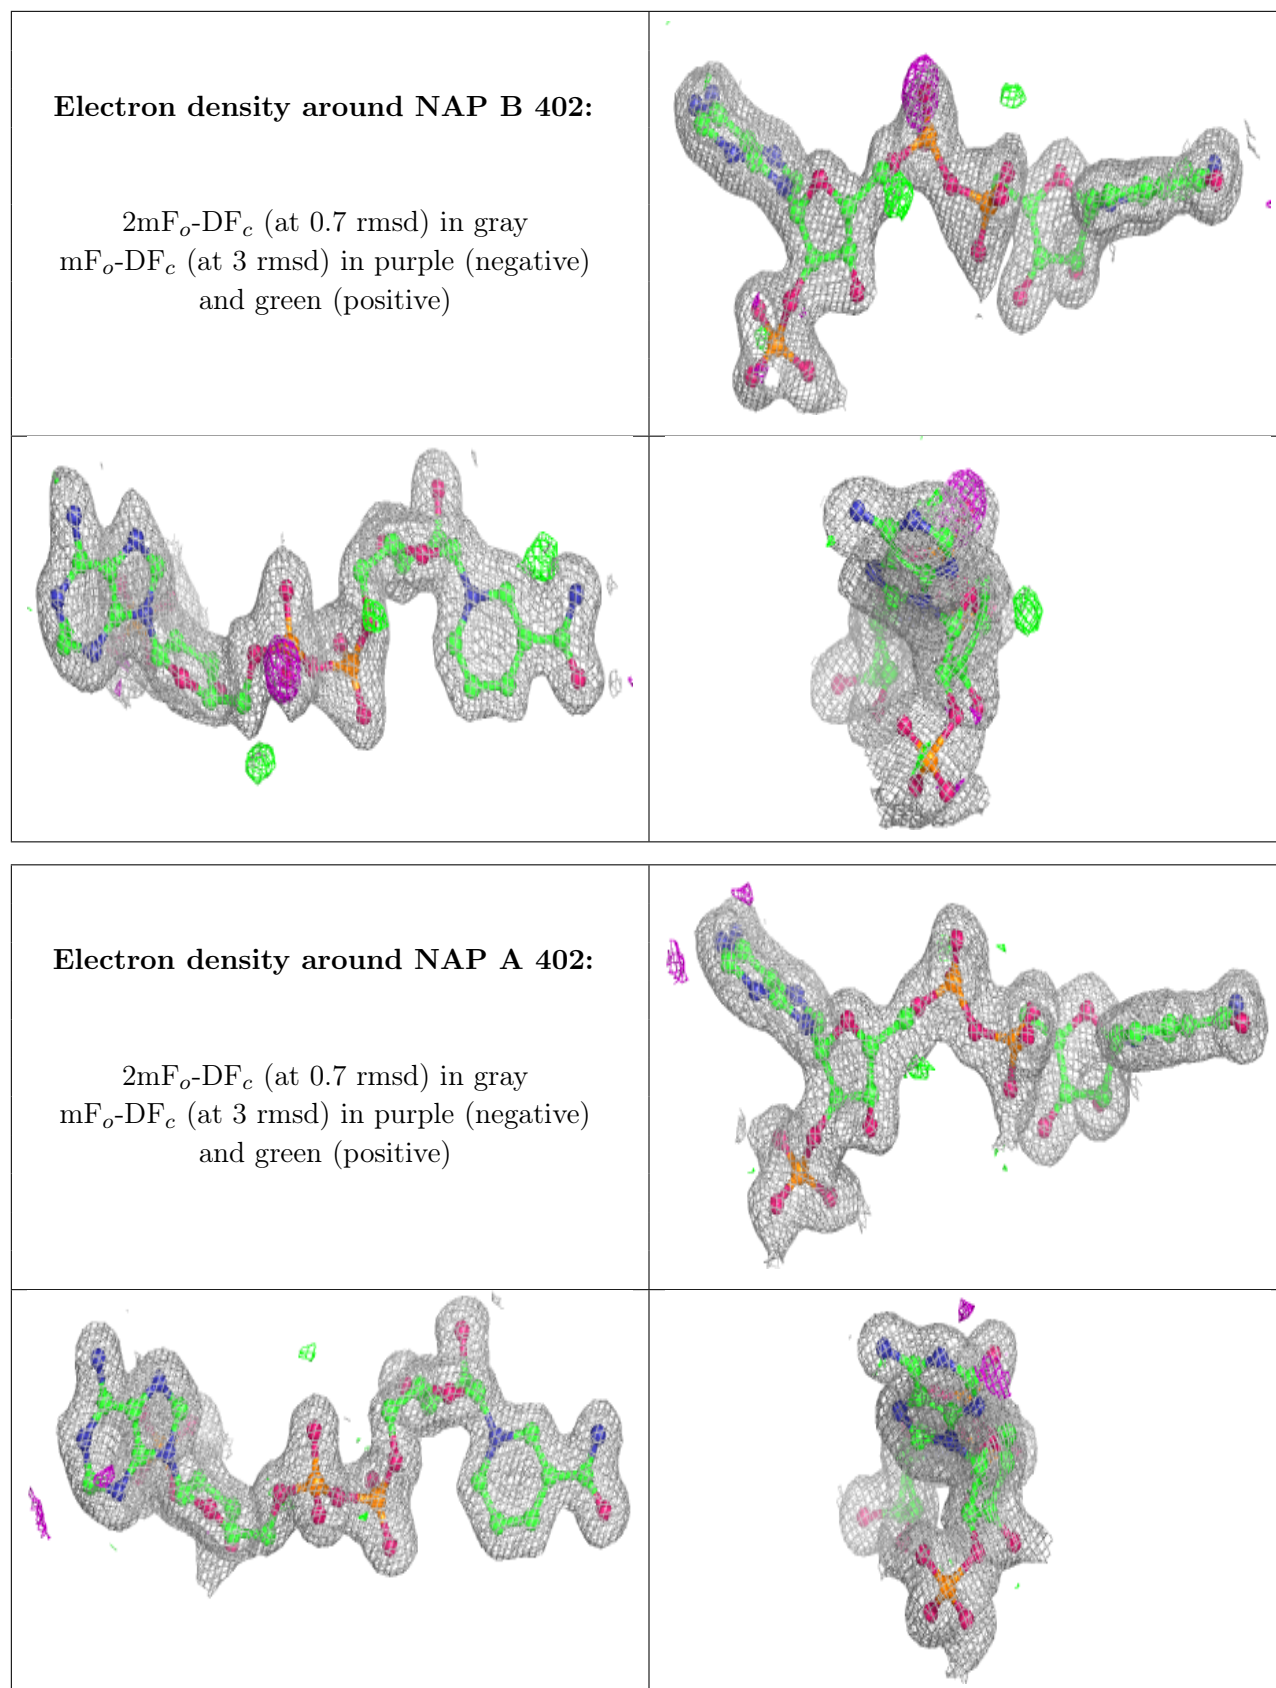 Electron density around NAP B 402:
2mFo-DFc (at 0.7 rmsd) in gray
mFo-DFc (at 3 rmsd) in purple (negative)
and green (positive)
Electron density around NAP A 402:
2mFo-DFc (at 0.7 rmsd) in gray
mFo-DFc (at 3 rmsd) in purple (negative)
and green (positive)